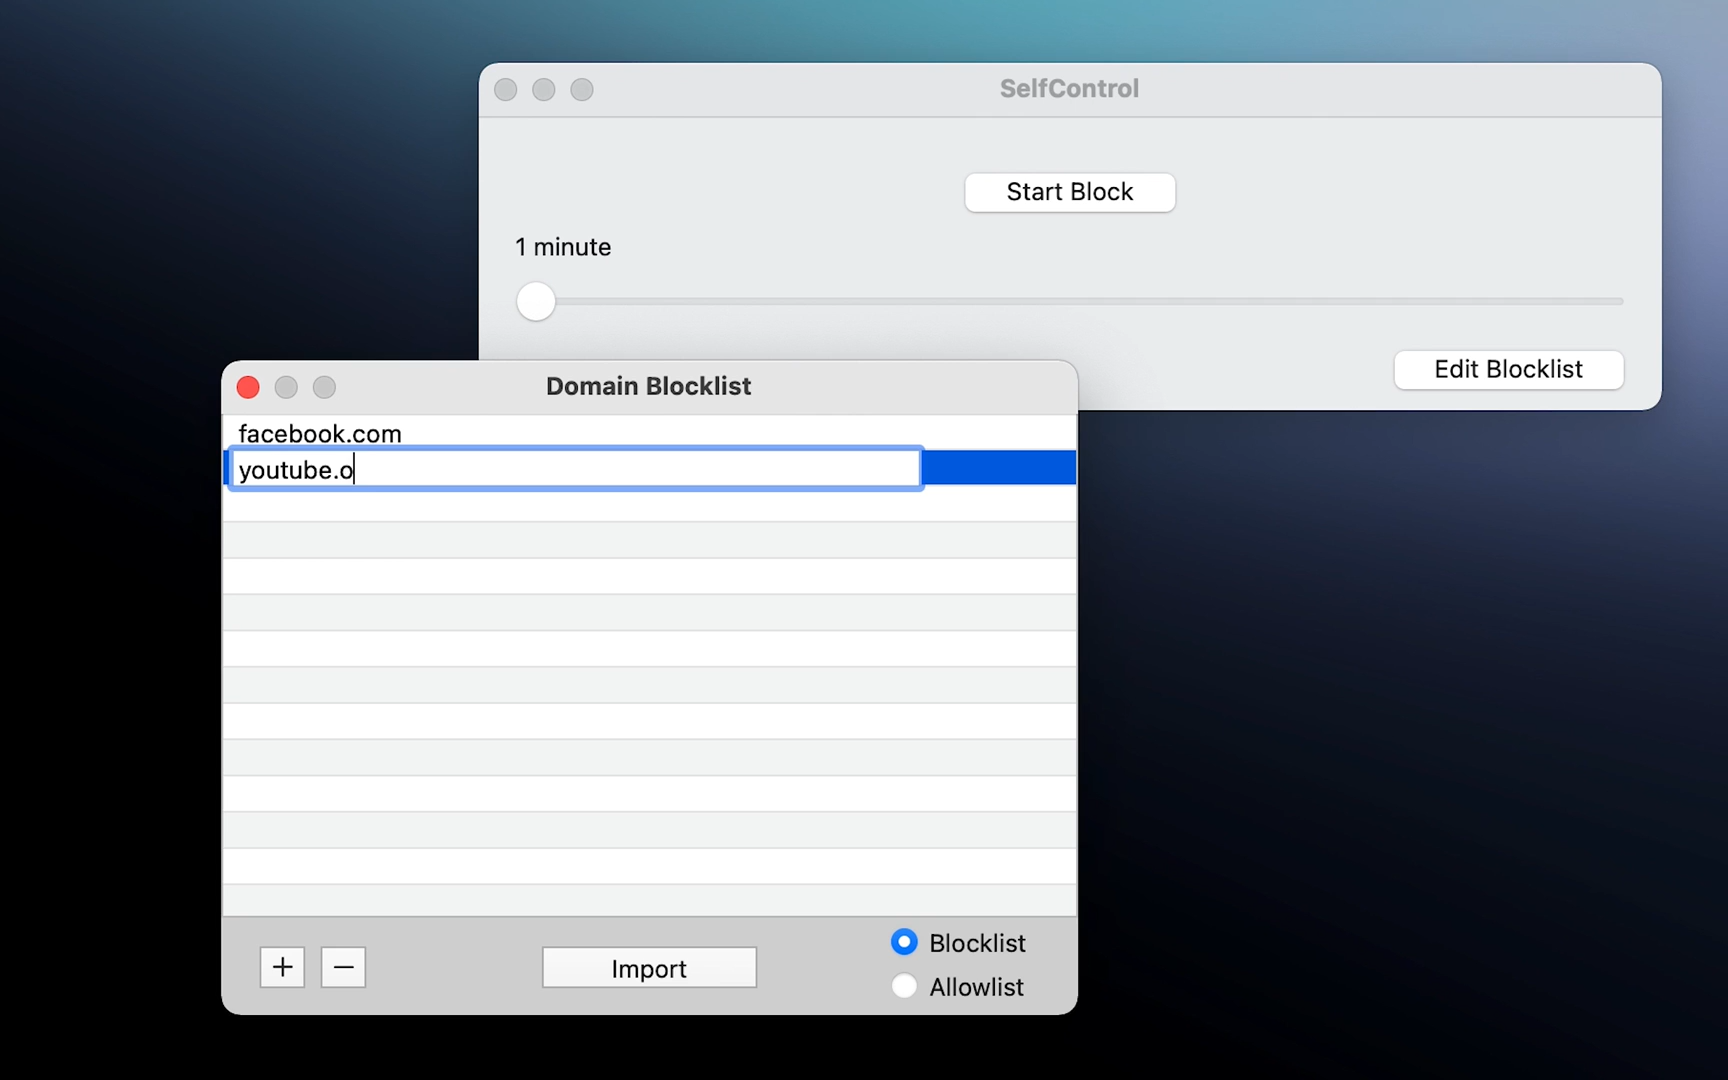 SelfControl
Start Block
1 minute
Edit Blocklist
Domain Blocklist
facebook.com
youtube.o
+
−
Import
Blocklist
Allowlist